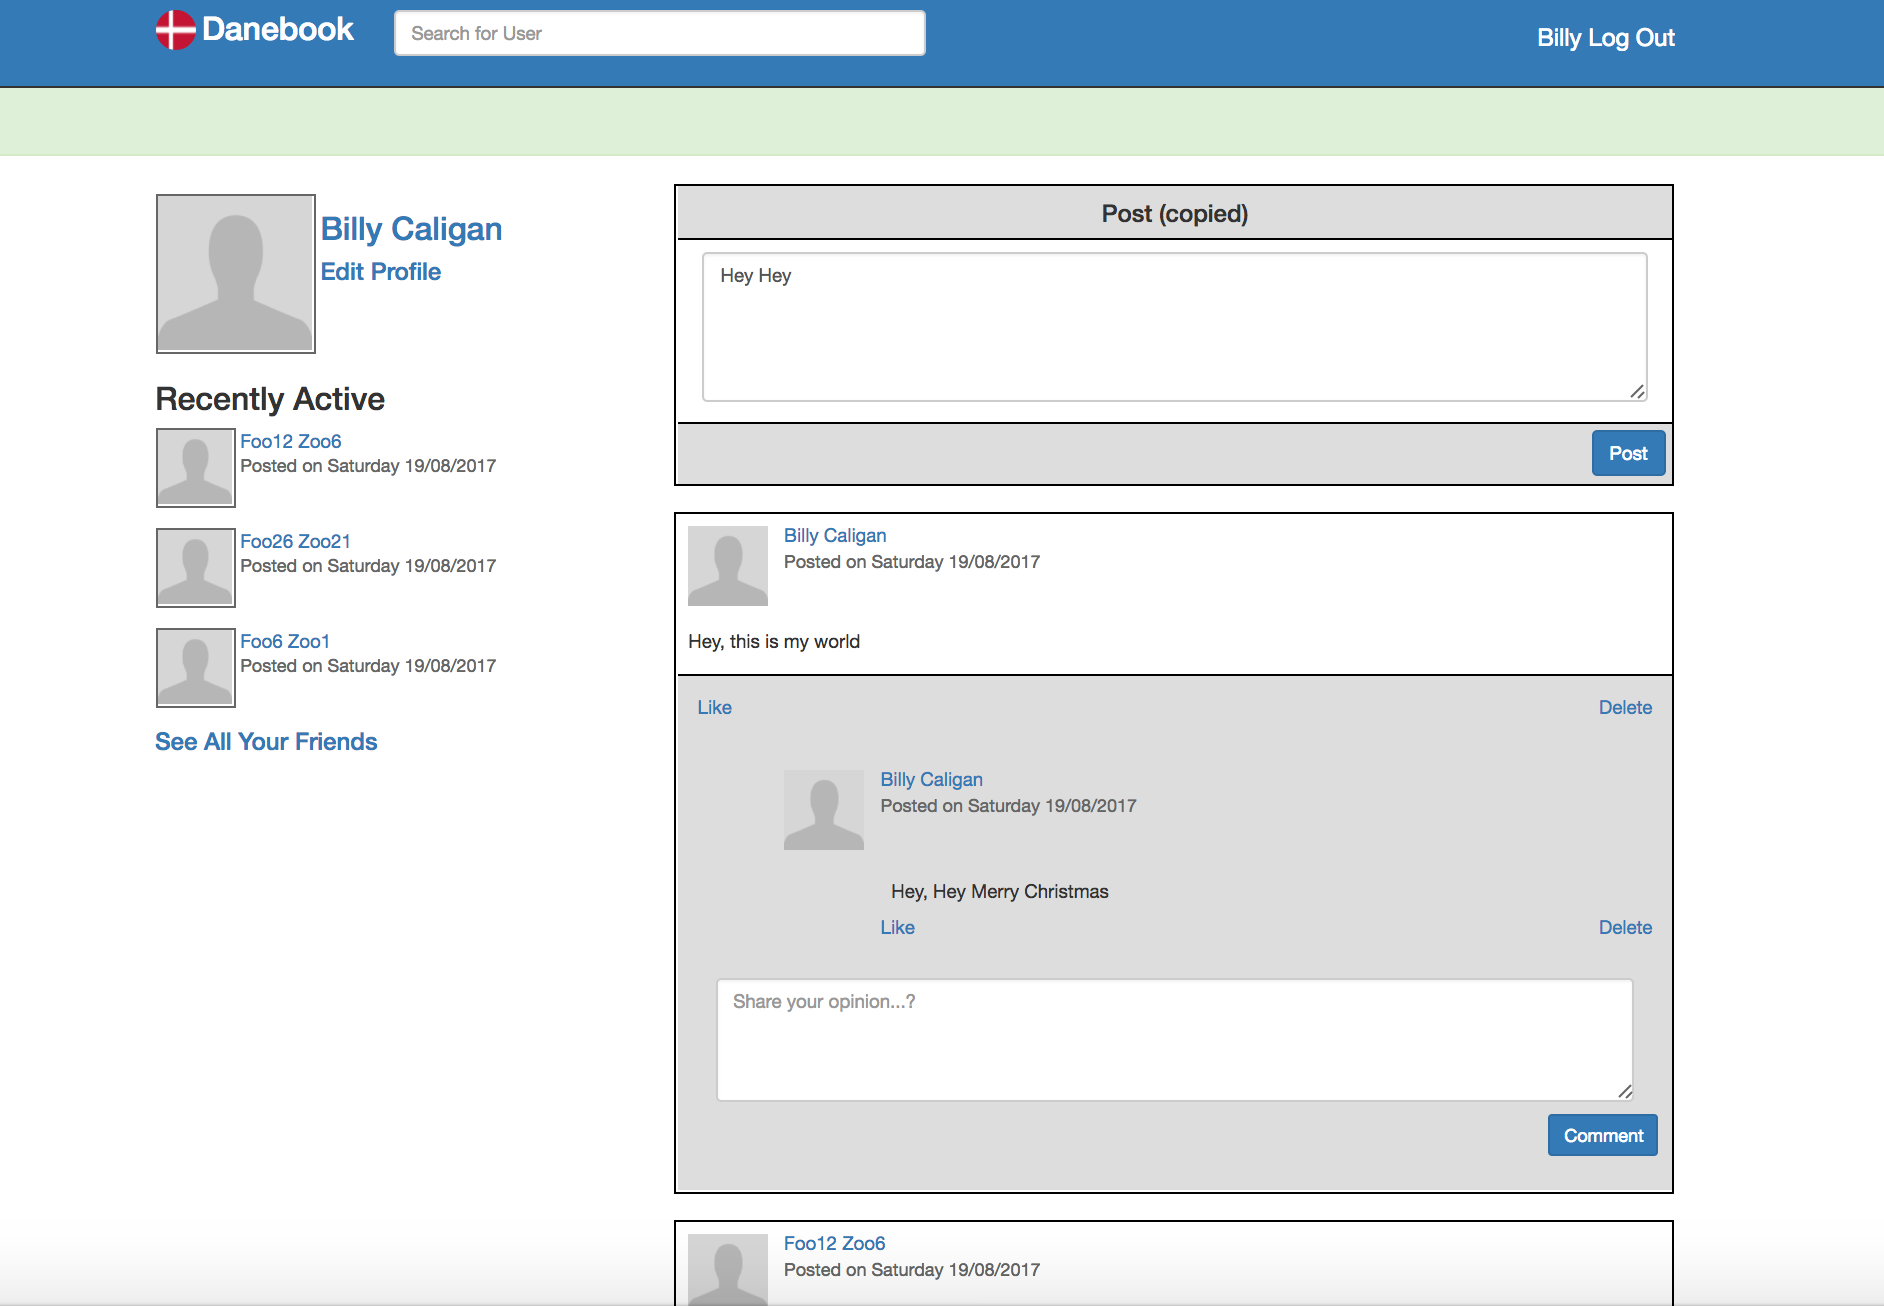 Danebook
Search for User
Billy Log Out
Billy Caligan
Edit Profile
Recently Active
Foo12 Zoo6
Posted on Saturday 19/08/2017
Foo26 Zoo21
Posted on Saturday 19/08/2017
Foo6 Zoo1
Posted on Saturday 19/08/2017
See All Your Friends
Post (copied)
Hey Hey
Post
Billy Caligan
Posted on Saturday 19/08/2017
Hey, this is my world
Like
Delete
Billy Caligan
Posted on Saturday 19/08/2017
Hey, Hey Merry Christmas
Like
Delete
Share your opinion...?
Comment
Foo12 Zoo6
Posted on Saturday 19/08/2017